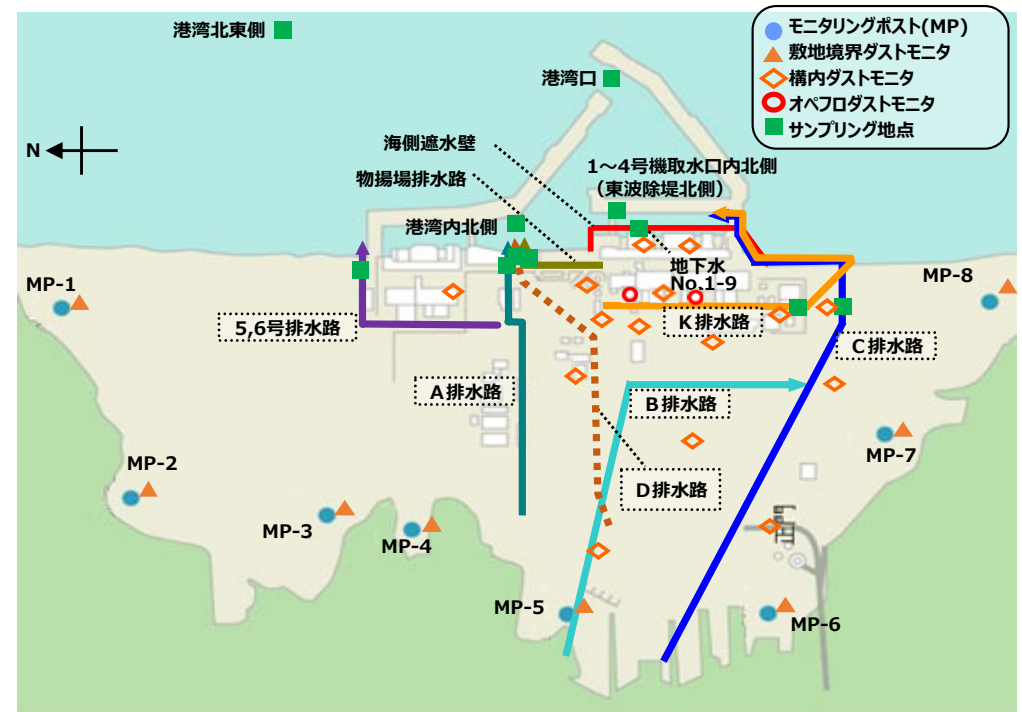 港湾北東側
モニタリングポスト(MP)
敷地境界ダストモニタ
構内ダストモニタ
オペフロダストモニタ
サンプリング地点
港湾口
N
海側遮水壁
物揚場排水路
1～4号機取水口内北側
（東波除堤北側）
港湾内北側
地下水
No.1-9
MP-1
MP-8
5,6号排水路
K排水路
C排水路
A排水路
B排水路
MP-2
MP-7
D排水路
MP-3
MP-4
MP-5
MP-6